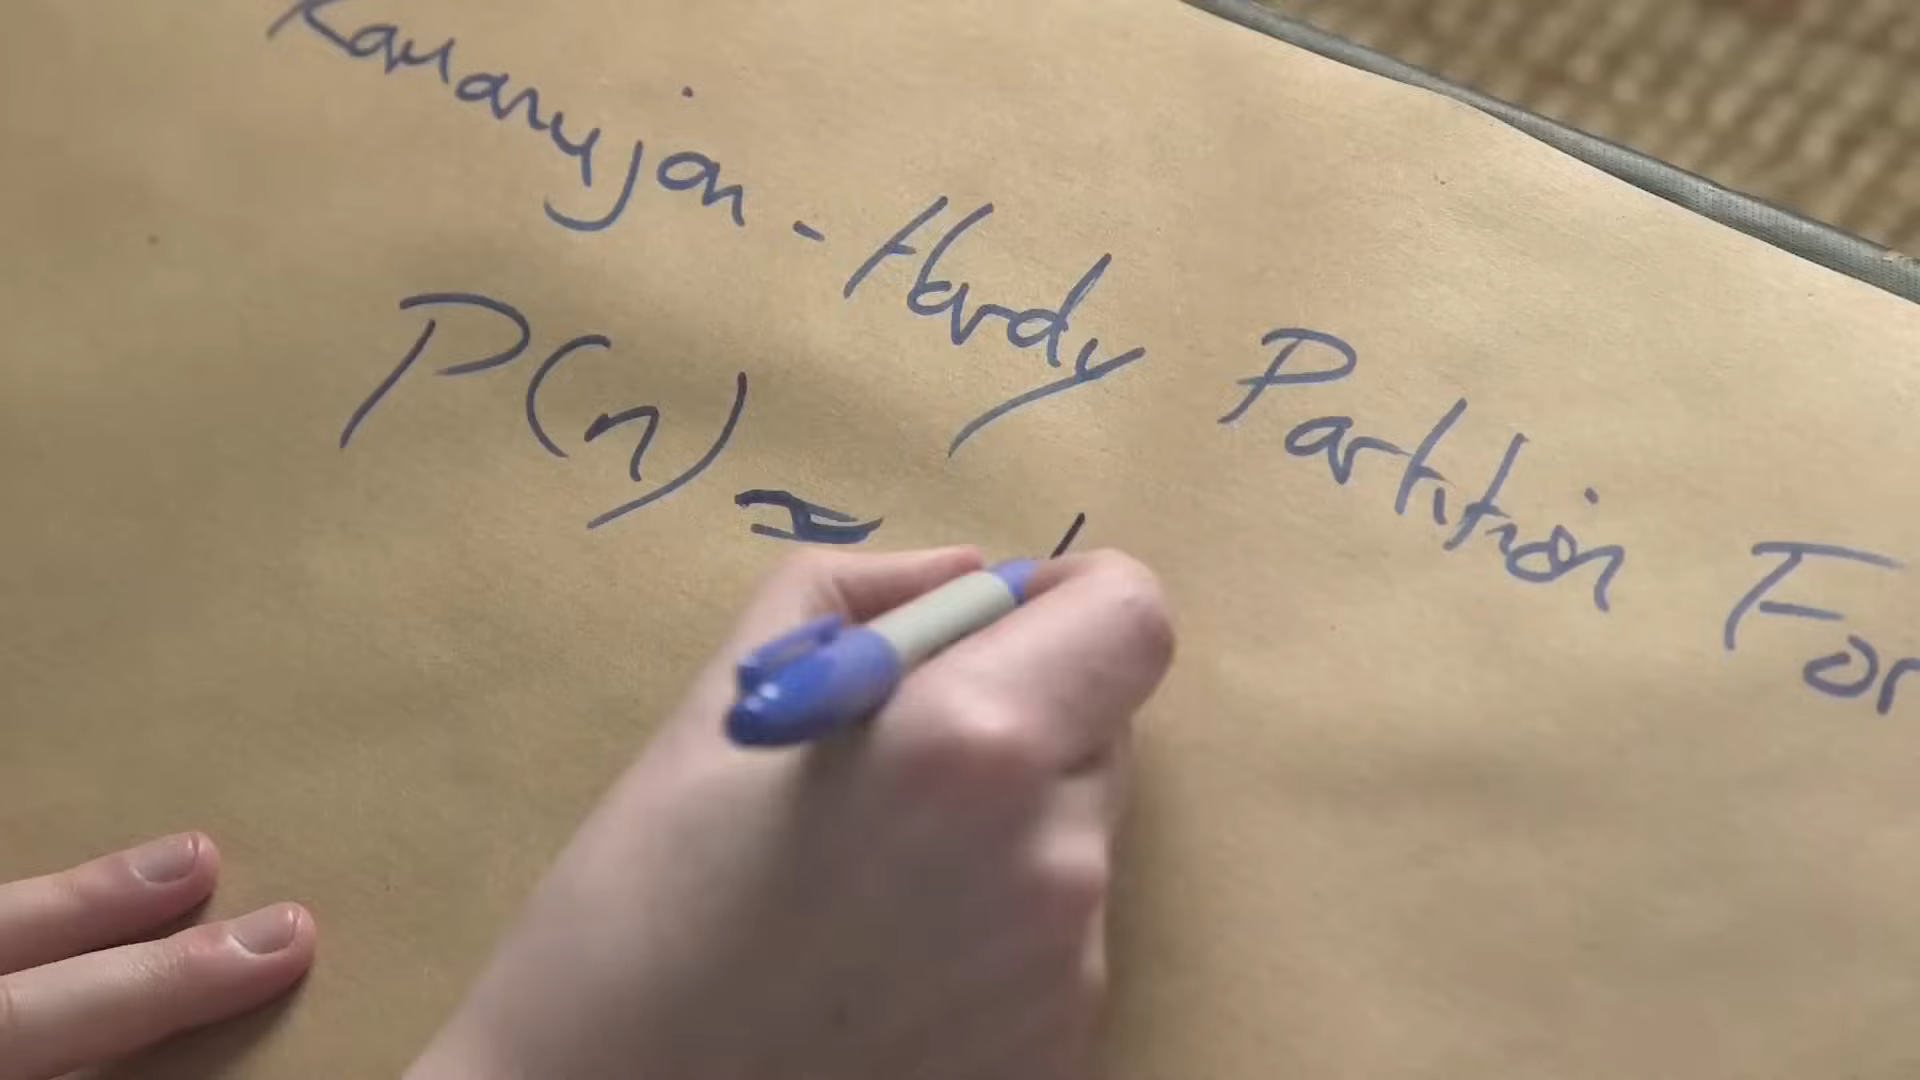 Ramanujan - Hardy Partition For
P(n) =